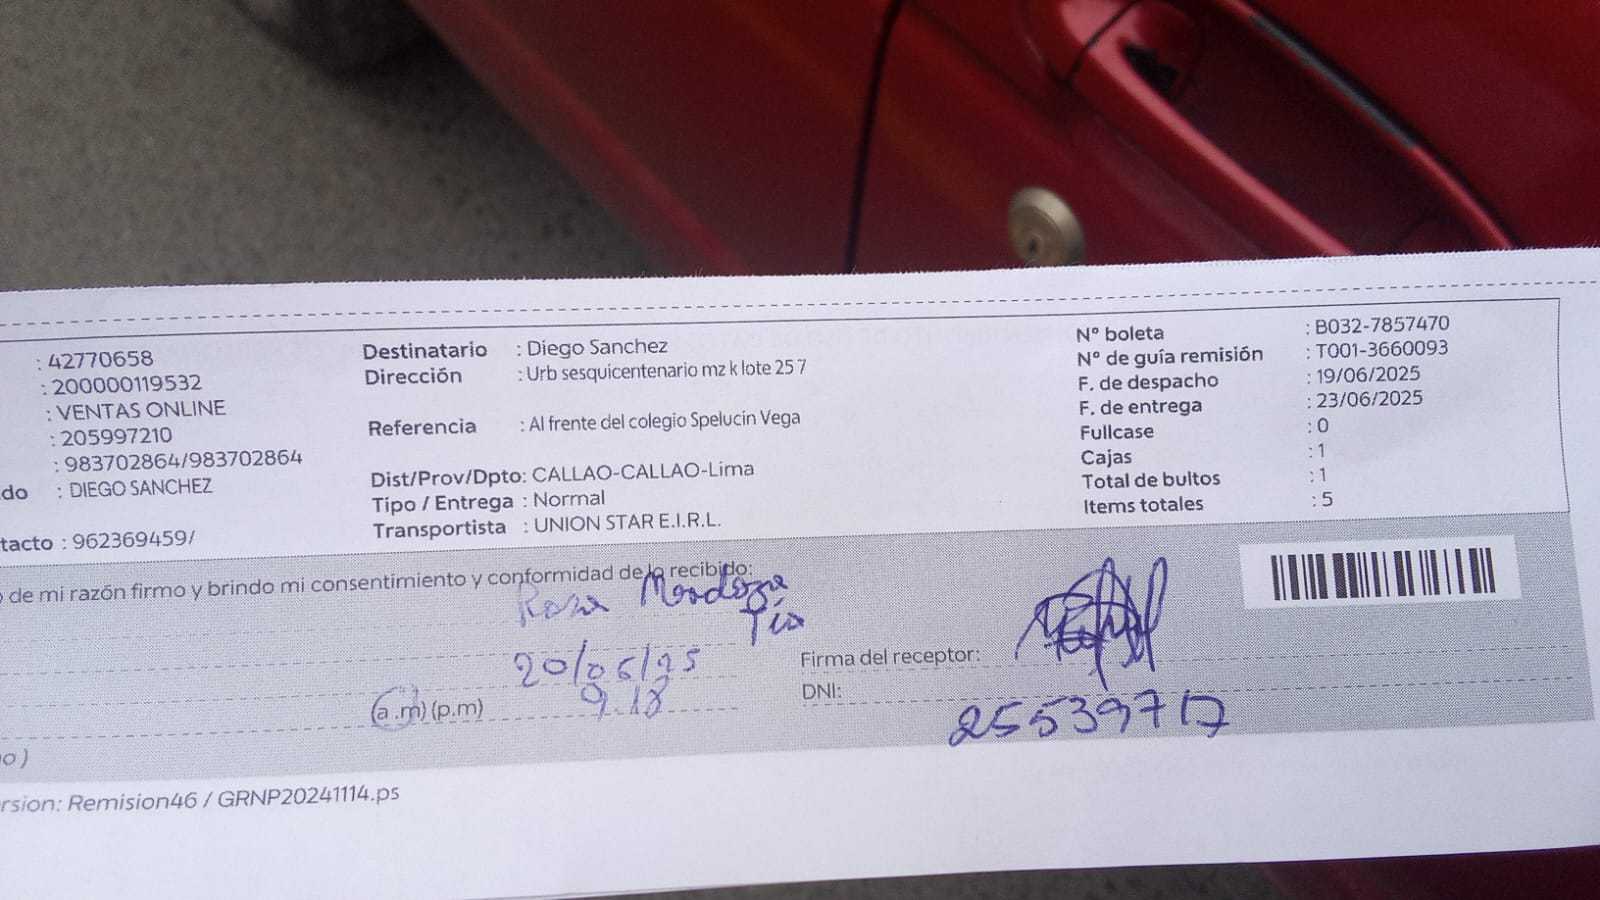 : 42770658
: 200000119532
: VENTAS ONLINE
: 205997210
: 983702864/983702864
do : DIEGO SANCHEZ
tacto : 962369459/
Destinatario : Diego Sanchez
Dirección : Urb sesquicentenario mz k lote 25 7
Referencia : Al frente del colegio Spelucin Vega
Dist/Prov/Dpto: CALLAO-CALLAO-Lima
Tipo / Entrega : Normal
Transportista : UNION STAR E.I.R.L.
Nº boleta : B032-7857470
Nº de guía remisión : T001-3660093
F. de despacho : 19/06/2025
F. de entrega : 23/06/2025
Fullcase : 0
Cajas : 1
Total de bultos : 1
Items totales : 5
o de mi razón firmo y brindo mi consentimiento y conformidad de lo recibido:
Rosa Mendoza
Tía
20/06/25
(a .m) (p.m) 9.18
Firma del receptor:
DNI: 25539717
o )
rsion: Remision46 / GRNP20241114.ps